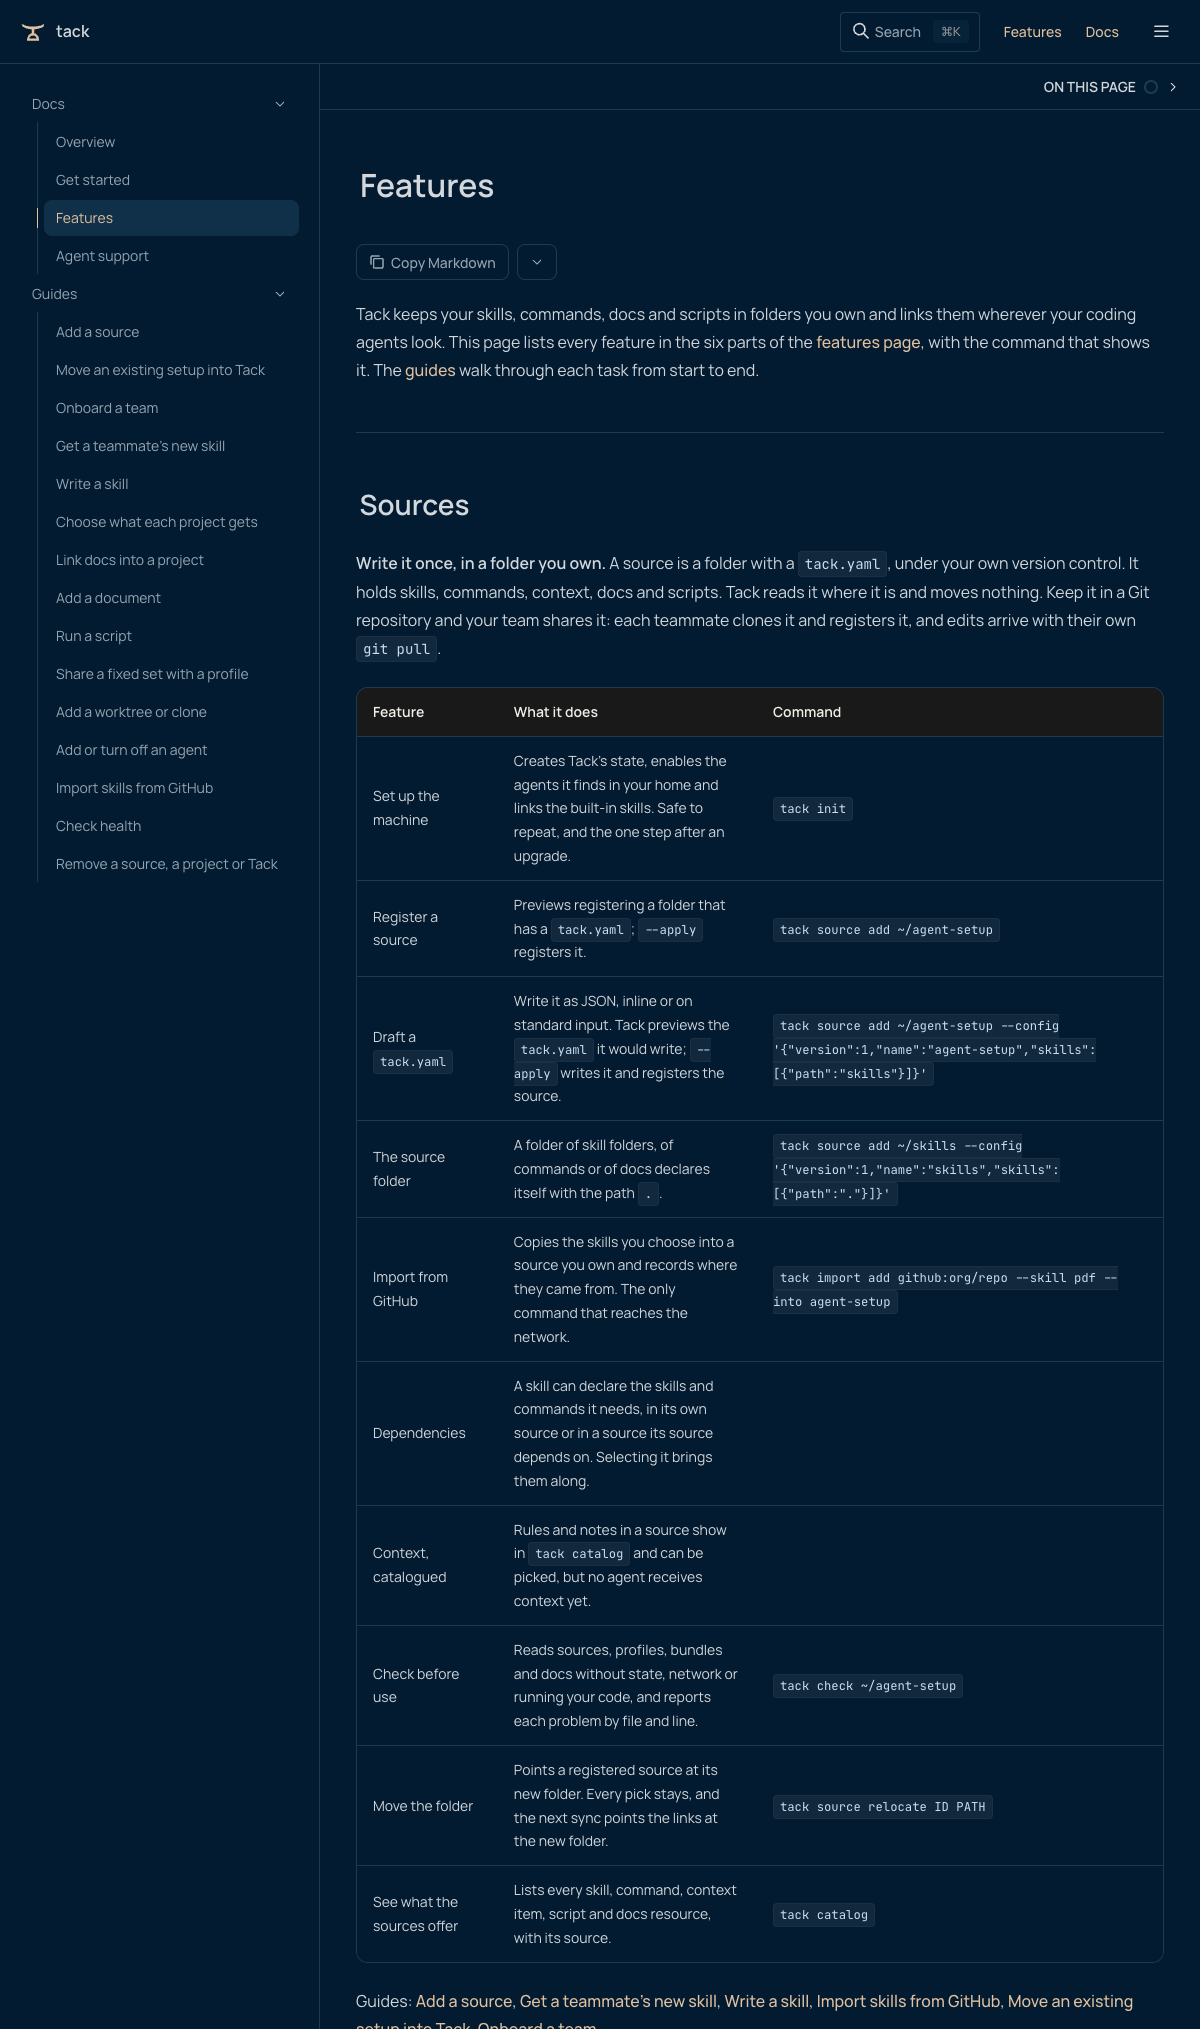 tack
Search ⌘K
Features
Docs
ON THIS PAGE
Docs
Overview
Get started
Features
Agent support
Guides
Add a source
Move an existing setup into Tack
Onboard a team
Get a teammate's new skill
Write a skill
Choose what each project gets
Link docs into a project
Add a document
Run a script
Share a fixed set with a profile
Add a worktree or clone
Add or turn off an agent
Import skills from GitHub
Check health
Remove a source, a project or Tack
Features
Copy Markdown
Tack keeps your skills, commands, docs and scripts in folders you own and links them wherever your coding
agents look. This page lists every feature in the six parts of the features page, with the command that shows
it. The guides walk through each task from start to end.
Sources
Write it once, in a folder you own. A source is a folder with a tack.yaml, under your own version control. It
holds skills, commands, context, docs and scripts. Tack reads it where it is and moves nothing. Keep it in a Git
repository and your team shares it: each teammate clones it and registers it, and edits arrive with their own
git pull.
Feature What it does Command
Set up the
machine
Creates Tack's state, enables the
agents it finds in your home and
links the built-in skills. Safe to
repeat, and the one step after an
upgrade.
tack init
Register a
source
Previews registering a folder that
has a tack.yaml; --apply
registers it.
tack source add ~/agent-setup
Draft a
tack.yaml
Write it as JSON, inline or on
standard input. Tack previews the
tack.yaml it would write; --
apply writes it and registers the
source.
tack source add ~/agent-setup --config
'{"version":1,"name":"agent-setup","skills":
[{"path":"skills"}]}'
The source
folder
A folder of skill folders, of
commands or of docs declares
itself with the path . .
tack source add ~/skills --config
'{"version":1,"name":"skills","skills":
[{"path":"."}]}'
Import from
GitHub
Copies the skills you choose into a
source you own and records where
they came from. The only
command that reaches the
network.
tack import add github:org/repo --skill pdf --
into agent-setup
Dependencies
A skill can declare the skills and
commands it needs, in its own
source or in a source its source
depends on. Selecting it brings
them along.
Context,
catalogued
Rules and notes in a source show
in tack catalog and can be
picked, but no agent receives
context yet.
Check before
use
Reads sources, profiles, bundles
and docs without state, network or
running your code, and reports
each problem by file and line.
tack check ~/agent-setup
Move the folder
Points a registered source at its
new folder. Every pick stays, and
the next sync points the links at
the new folder.
tack source relocate ID PATH
See what the
sources offer
Lists every skill, command, context
item, script and docs resource,
with its source.
tack catalog
Guides: Add a source, Get a teammate's new skill, Write a skill, Import skills from GitHub, Move an existing
setup into Tack, Onboard a team